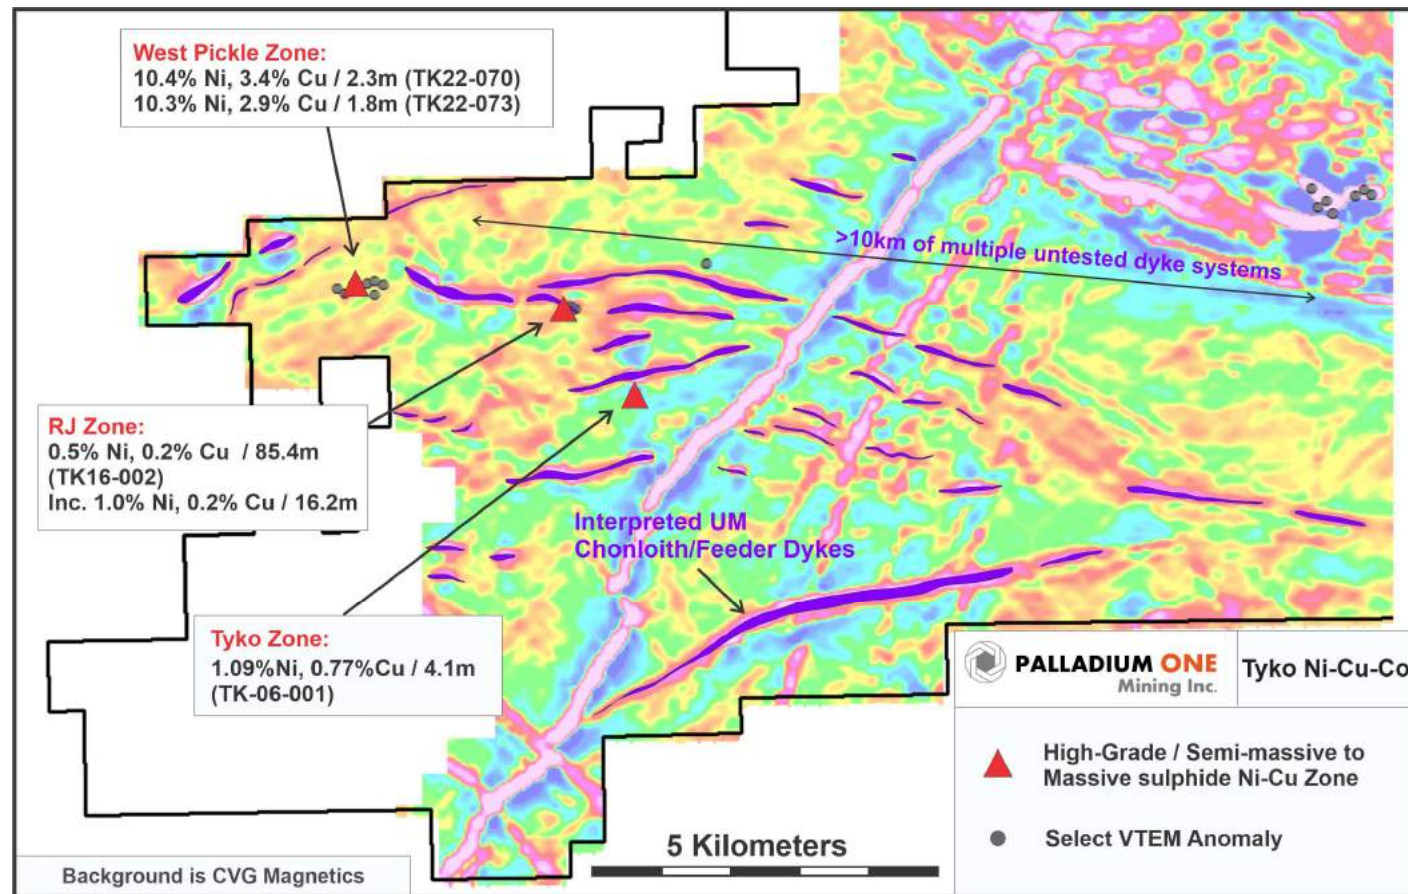 West Pickle Zone:
10.4% Ni, 3.4% Cu / 2.3m (TK22-070)
10.3% Ni, 2.9% Cu / 1.8m (TK22-073)
>10km of multiple untested dyke systems
RJ Zone:
0.5% Ni, 0.2% Cu / 85.4m
(TK16-002)
Inc. 1.0% Ni, 0.2% Cu / 16.2m
Interpreted UM
Chonloith/Feeder Dykes
Tyko Zone:
1.09%Ni, 0.77%Cu / 4.1m
(TK-06-001)
PALLADIUM ONE
Mining Inc.
Tyko Ni-Cu-Co
High-Grade / Semi-massive to
Massive sulphide Ni-Cu Zone
Select VTEM Anomaly
5 Kilometers
Background is CVG Magnetics